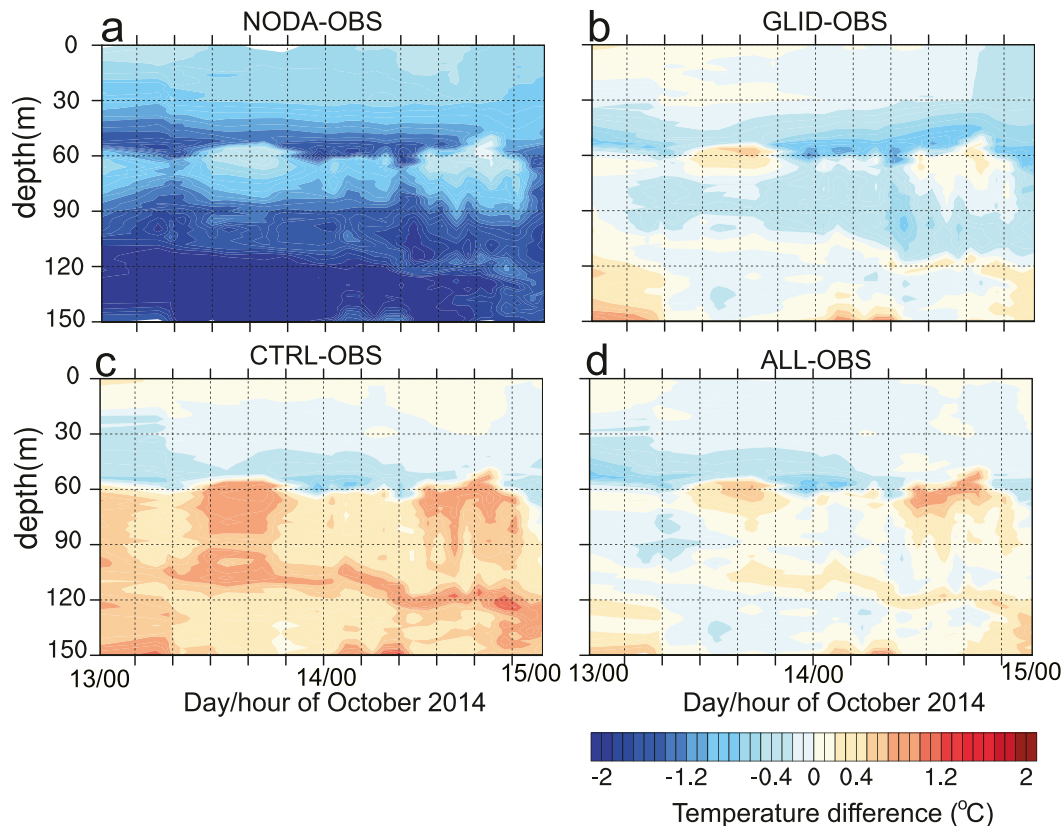 a NODA-OBS
b GLID-OBS
0
30
60
90
120
150
depth(m)
c CTRL-OBS
d ALL-OBS
0
30
60
90
120
150
depth(m)
13/00 14/00 15/00
13/00 14/00 15/00
Day/hour of October 2014
Day/hour of October 2014
-2 -1.2 -0.4 0 0.4 1.2 2
Temperature difference (°C)